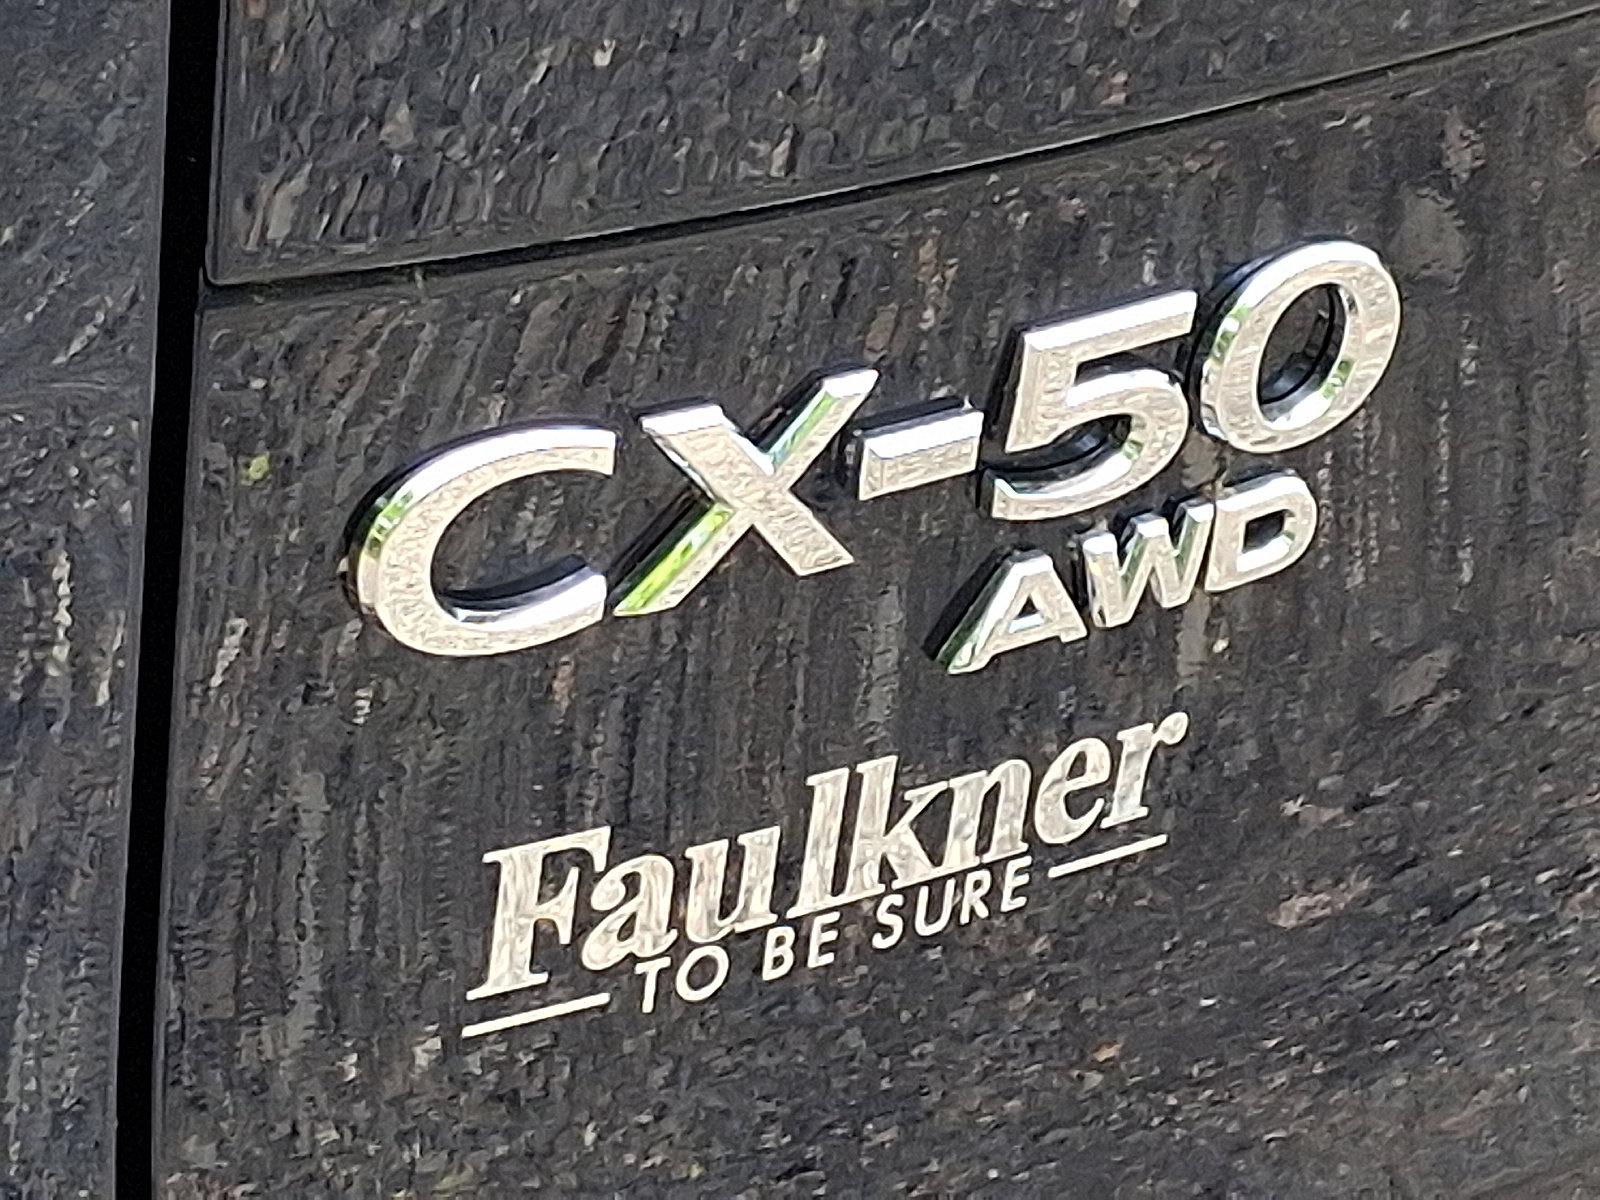 CX-50
AWD
Faulkner
TO BE SURE